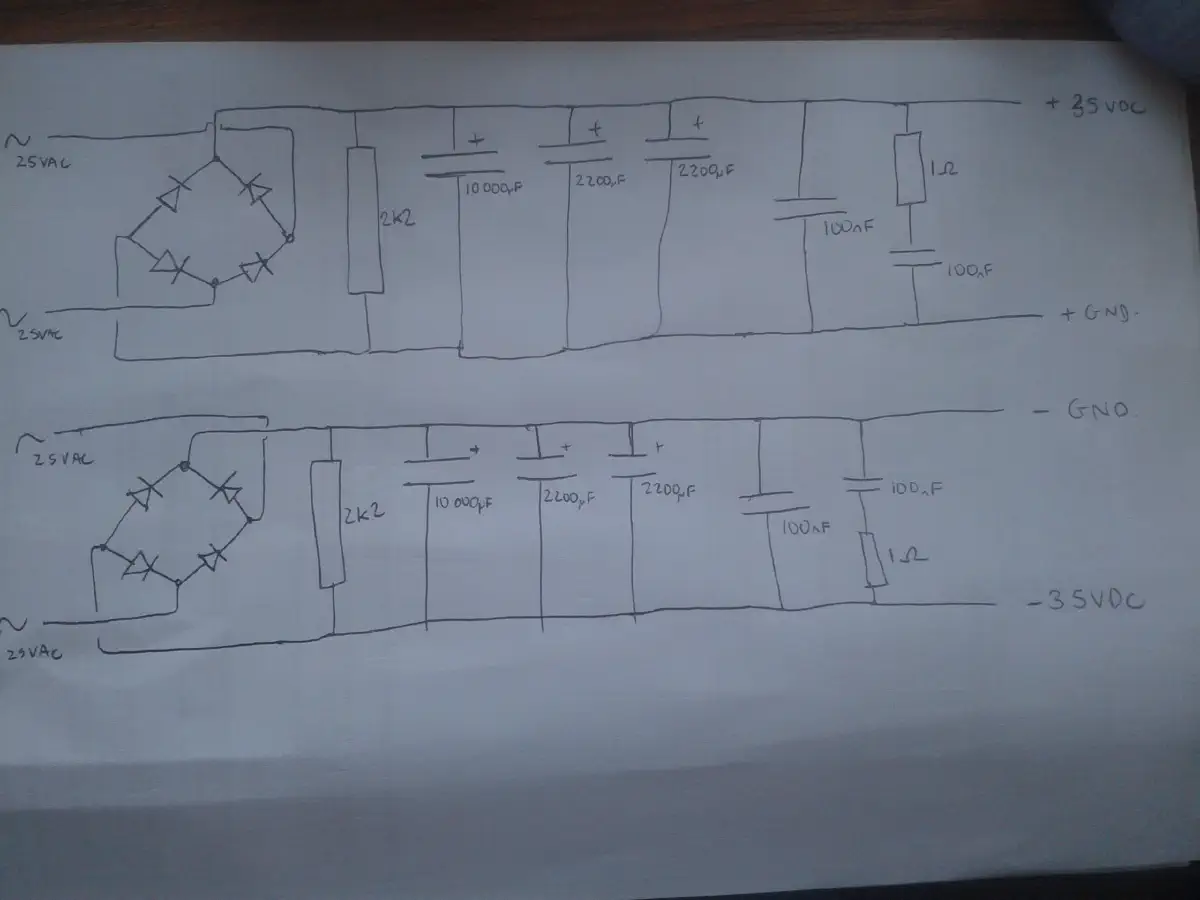 + 35VDC
~
25VAC
+
+
+
10 000µF
2200µF
2200µF
2K2
1Ω
100nF
100nF
~
25VAC
+ GND.
- GND
~
25VAC
+
+
+
10 000µF
2200µF
2200µF
2K2
100nF
100nF
1Ω
~
25VAC
-35VDC